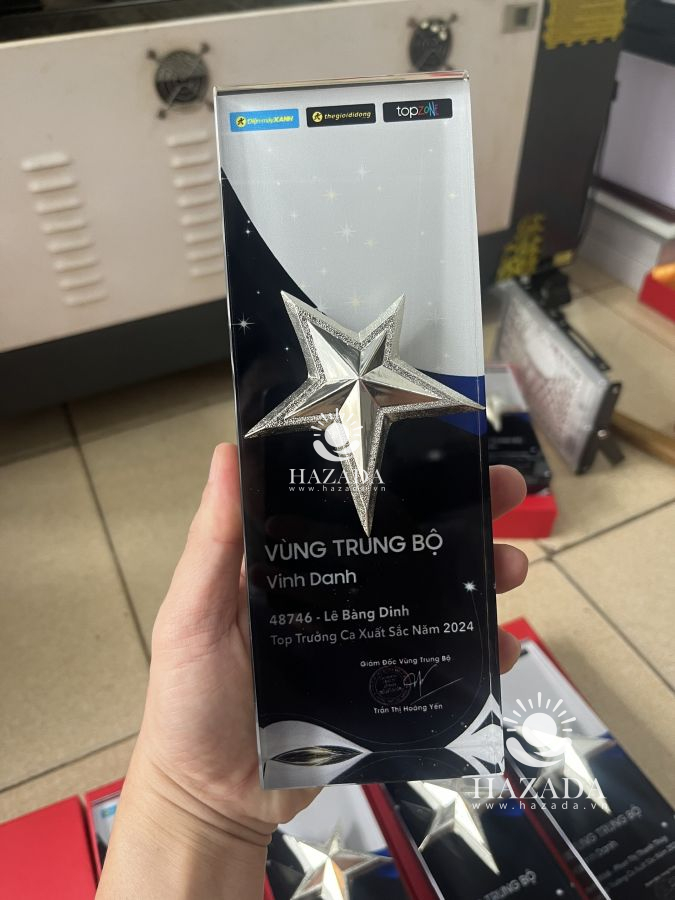 Điện máy XANH
thegioididong
topzone
HAZADA
www.hazada.vn
VÙNG TRUNG BỘ
Vinh Danh
48746 - Lê Bàng Dinh
Top Trưởng Ca Xuất Sắc Năm 2024
Giám Đốc Vùng Trung Bộ
Trần Thị Hoàng Yến
HAZADA
www.hazada.vn
VÙNG TRUNG BỘ